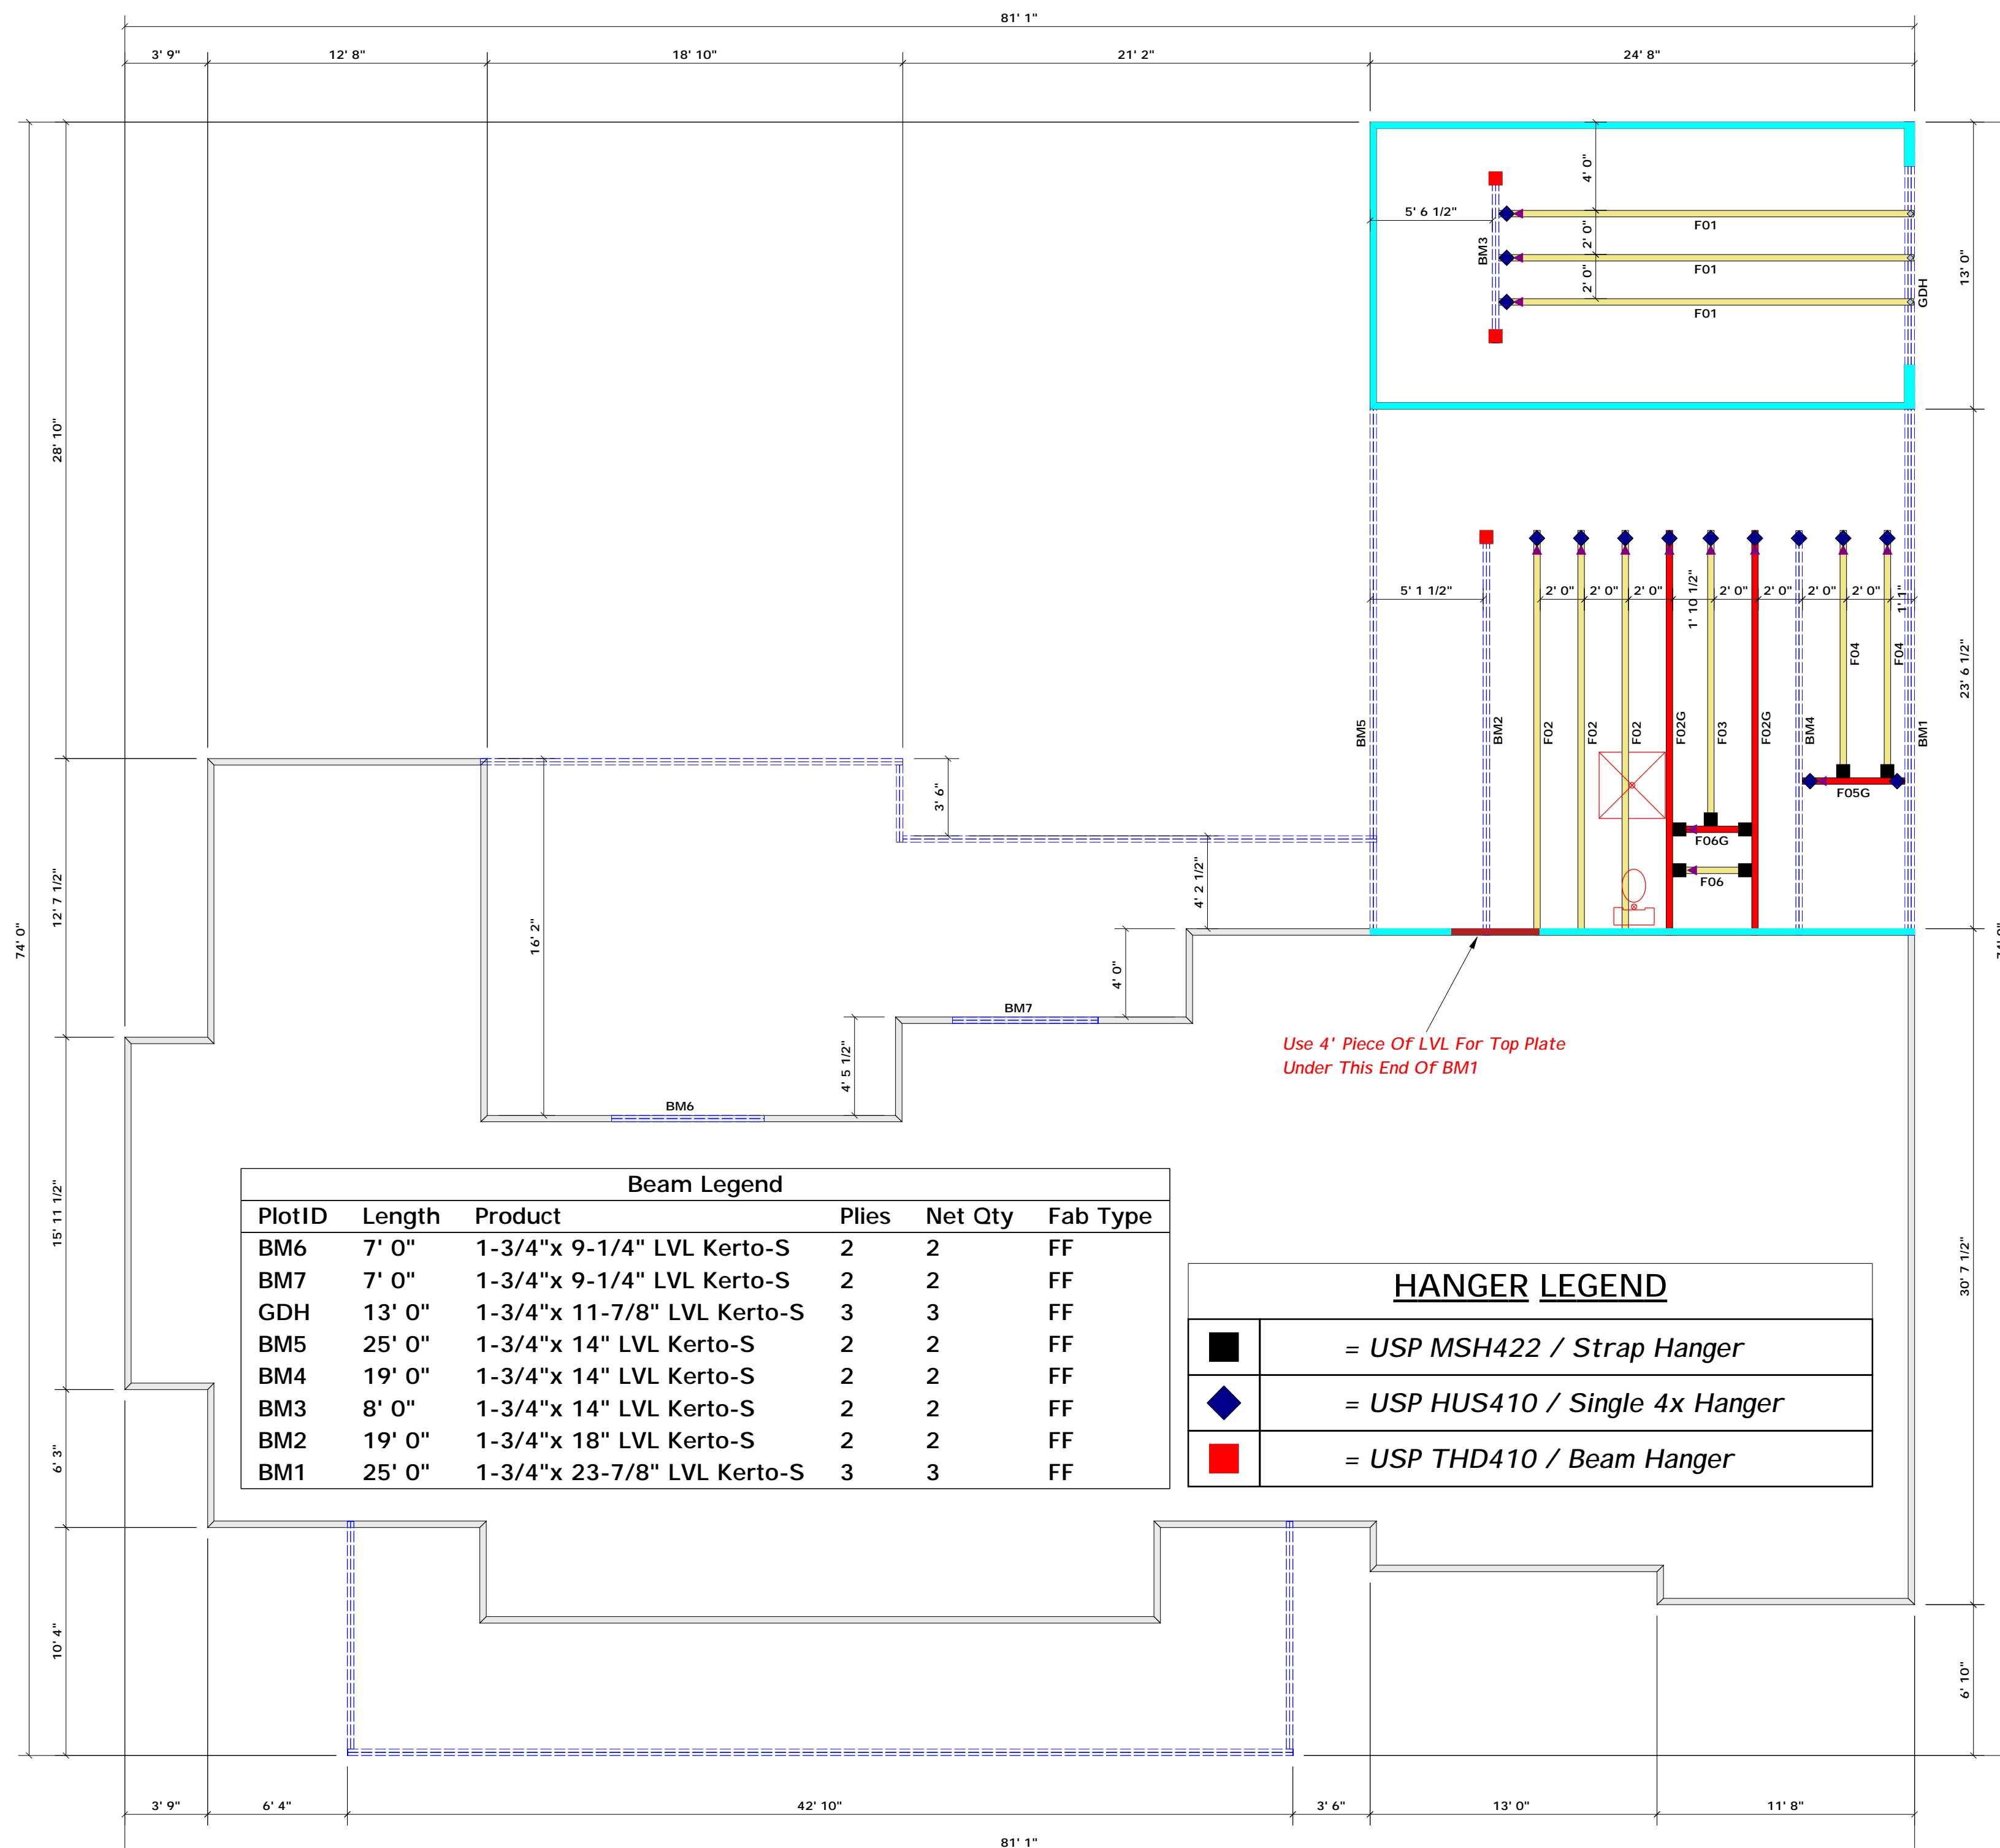 81' 1"
3' 9" 12' 8" 18' 10" 21' 2" 24' 8"
4' 0"
5' 6 1/2"
F01
BM3
2' 0"
F01
2' 0"
F01
GDH
13' 0"
28' 10"
5' 1 1/2" 2' 0" 2' 0" 2' 0" 1' 10 1/2" 2' 0" 2' 0" 2' 0" 2' 0" 1' 1"
F04 F04
23' 6 1/2"
BM5 BM2 F02 F02 F02 F02G F03 F02G BM4 BM1
F05G
3' 6"
F06G
F06
4' 2 1/2"
12' 7 1/2"
74' 0"
16' 2"
74' 0"
4' 0"
BM7
4' 5 1/2"
Use 4' Piece Of LVL For Top Plate
Under This End Of BM1
BM6
15' 11 1/2"
Beam Legend
PlotID Length Product Plies Net Qty Fab Type
BM6 7' 0" 1-3/4"x 9-1/4" LVL Kerto-S 2 2 FF
BM7 7' 0" 1-3/4"x 9-1/4" LVL Kerto-S 2 2 FF
GDH 13' 0" 1-3/4"x 11-7/8" LVL Kerto-S 3 3 FF
BM5 25' 0" 1-3/4"x 14" LVL Kerto-S 2 2 FF
BM4 19' 0" 1-3/4"x 14" LVL Kerto-S 2 2 FF
BM3 8' 0" 1-3/4"x 14" LVL Kerto-S 2 2 FF
BM2 19' 0" 1-3/4"x 18" LVL Kerto-S 2 2 FF
BM1 25' 0" 1-3/4"x 23-7/8" LVL Kerto-S 3 3 FF
HANGER LEGEND
= USP MSH422 / Strap Hanger
= USP HUS410 / Single 4x Hanger
= USP THD410 / Beam Hanger
30' 7 1/2"
6' 3"
10' 4"
6' 10"
3' 9" 6' 4" 42' 10" 3' 6" 13' 0" 11' 8"
81' 1"